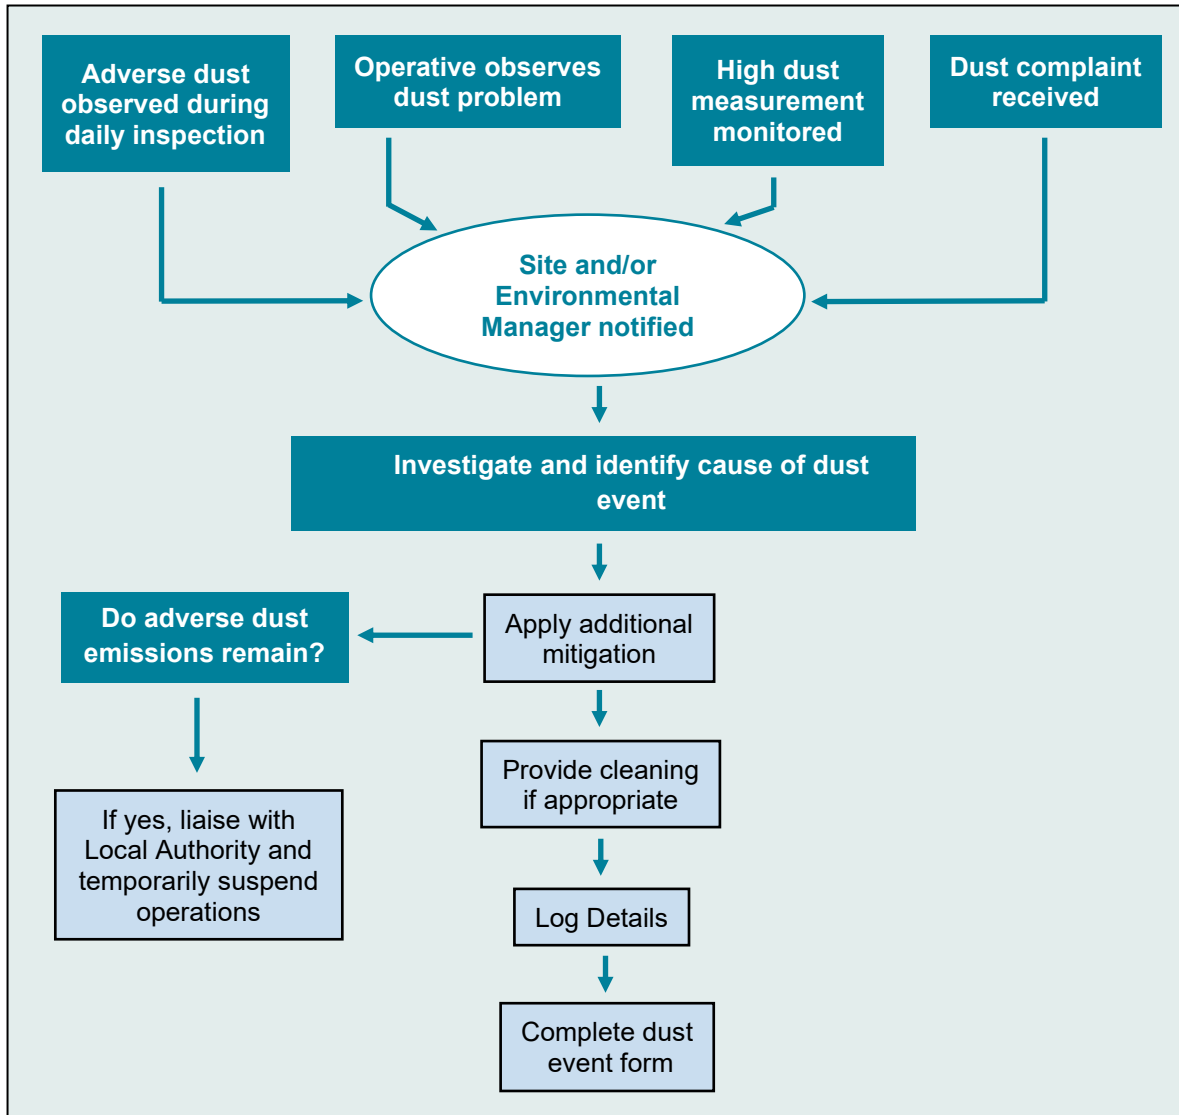 Adverse dust
observed during
daily inspection
Operative observes
dust problem
High dust
measurement
monitored
Dust complaint
received
Site and/or
Environmental
Manager notified
Investigate and identify cause of dust
event
Do adverse dust
emissions remain?
Apply additional
mitigation
If yes, liaise with
Local Authority and
temporarily suspend
operations
Provide cleaning
if appropriate
Log Details
Complete dust
event form